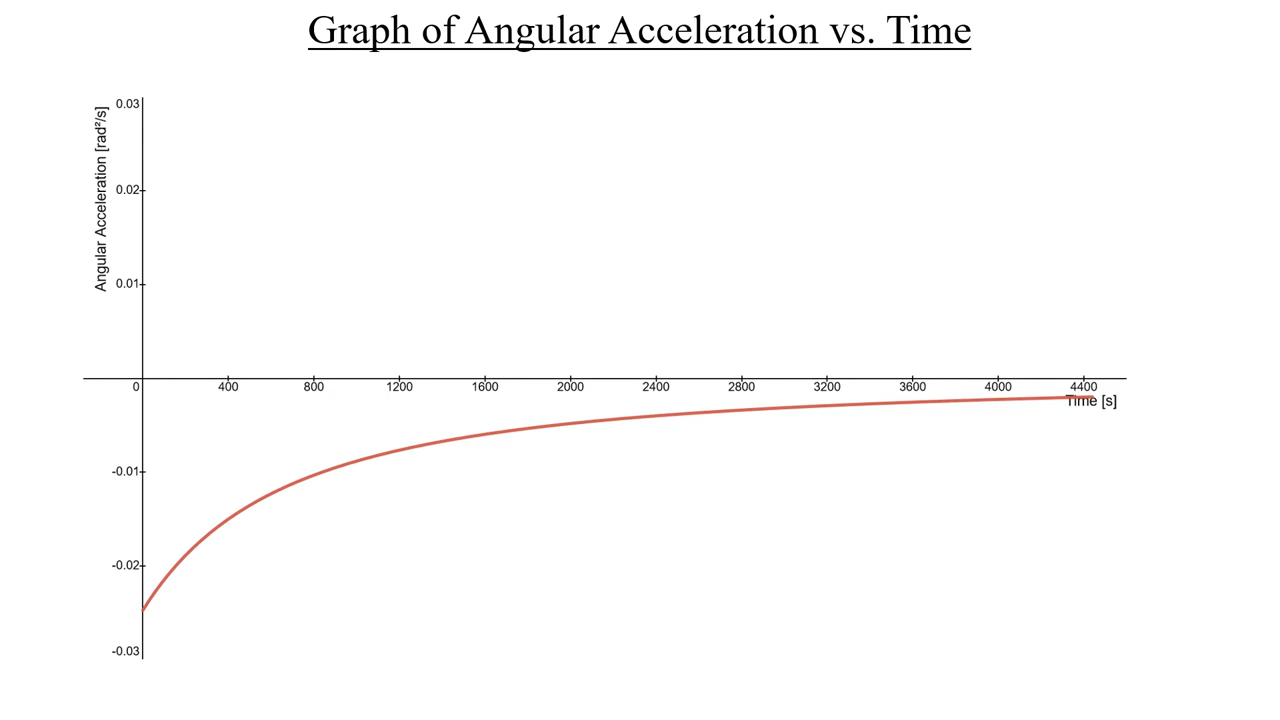 Graph of Angular Acceleration vs. Time
Angular Acceleration [rad²/s]
0.03
0.02
0.01
0 400 800 1200 1600 2000 2400 2800 3200 3600 4000 4400
Time [s]
-0.01
-0.02
-0.03